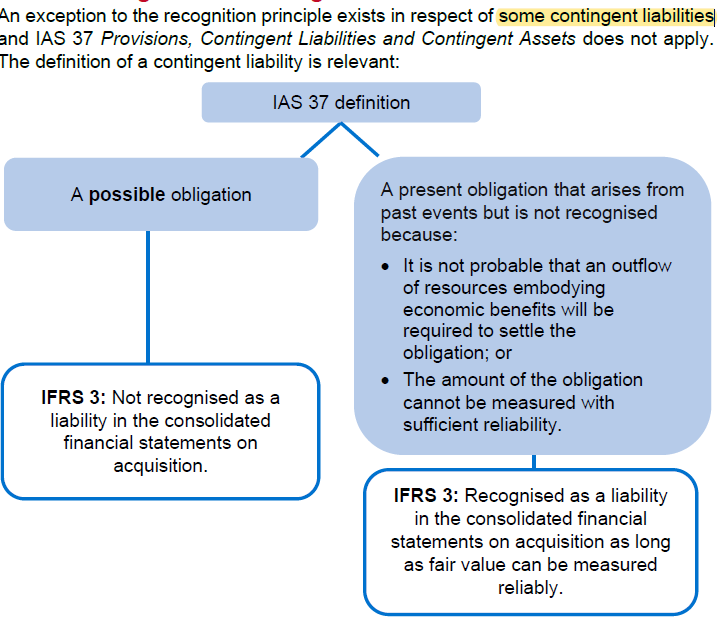 An exception to the recognition principle exists in respect of some contingent liabilities
and IAS 37 Provisions, Contingent Liabilities and Contingent Assets does not apply.
The definition of a contingent liability is relevant:
IAS 37 definition
A possible obligation
A present obligation that arises from
past events but is not recognised
because:
• It is not probable that an outflow
of resources embodying
economic benefits will be
required to settle the
obligation; or
• The amount of the obligation
cannot be measured with
sufficient reliability.
IFRS 3: Not recognised as a
liability in the consolidated
financial statements on
acquisition.
IFRS 3: Recognised as a liability
in the consolidated financial
statements on acquisition as long
as fair value can be measured
reliably.